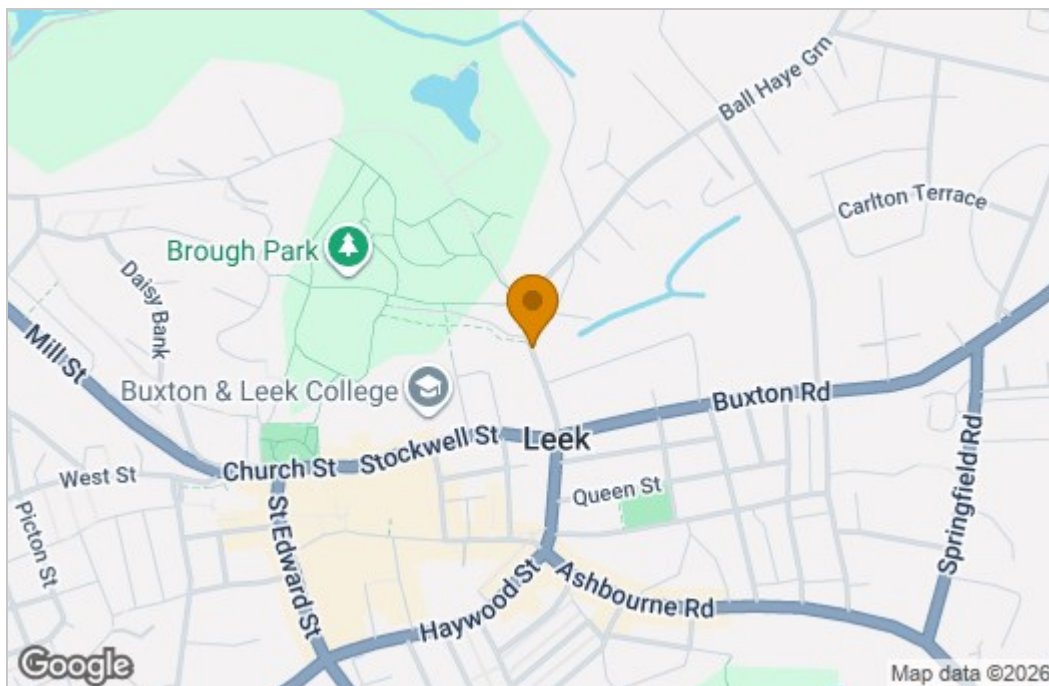 Ball Haye Grn
Carlton Terrace
Brough Park
Daisy Bank
Mill St
Buxton & Leek College
Buxton Rd
Leek
Stockwell St
Church St
West St
Queen St
Springfield Rd
Picton St
St Edward St
Haywood St
Ashbourne Rd
Google
Map data ©2026